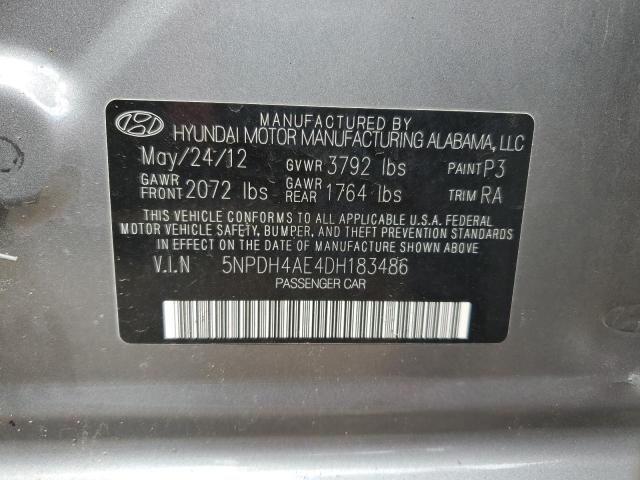 MANUFACTURED BY
HYUNDAI MOTOR MANUFACTURING ALABAMA, LLC
May/24/12 GVWR 3792 lbs PAINT P3
GAWR FRONT 2072 lbs GAWR REAR 1764 lbs TRIM RA
THIS VEHICLE CONFORMS TO ALL APPLICABLE U.S.A. FEDERAL
MOTOR VEHICLE SAFETY, BUMPER, AND THEFT PREVENTION
STANDARDS IN EFFECT ON THE DATE OF MANUFACTURE SHOWN ABOVE.
V.I.N 5NPDH4AE4DH183486
PASSENGER CAR